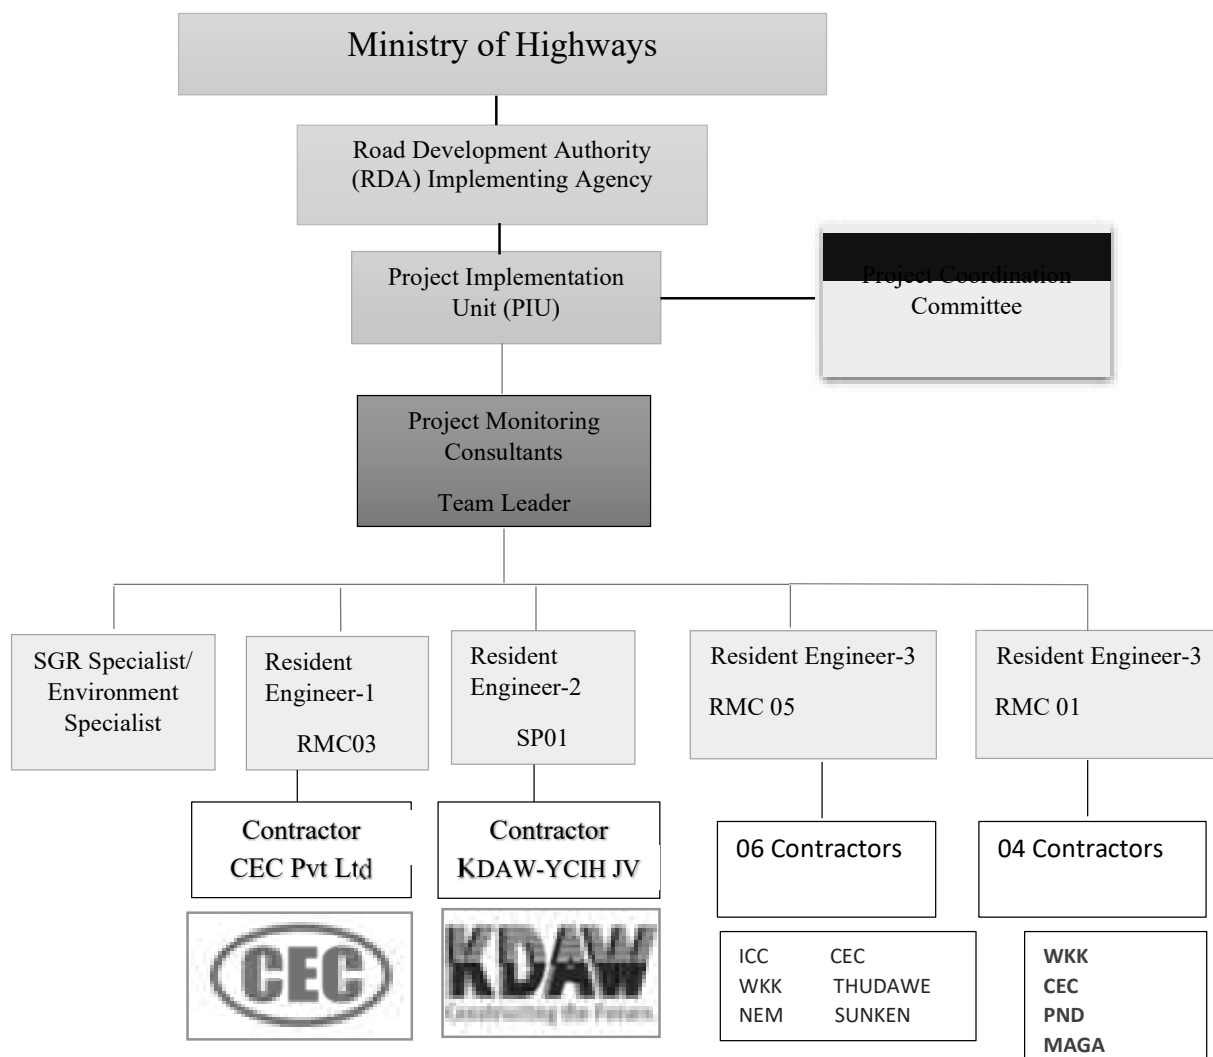 Ministry of Highways
Road Development Authority
(RDA) Implementing Agency
Project Implementation
Unit (PIU)
Project Coordination
Committee
Project Monitoring
Consultants
Team Leader
SGR Specialist/
Environment
Specialist
Resident
Engineer-1
RMC03
Resident
Engineer-2
SP01
Resident Engineer-3
RMC 05
Resident Engineer-3
RMC 01
Contractor
CEC Pvt Ltd
Contractor
KDAW-YCIH JV
06 Contractors
04 Contractors
CEC
KDAW
Constructing the Future
ICC CEC
WKK THUDAWE
NEM SUNKEN
WKK
CEC
PND
MAGA